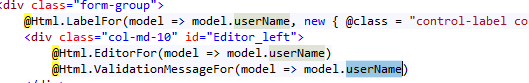 <div class="form-group">
@Html.LabelFor(model => model.userName, new { @class = "control-label co
<div class="col-md-10" id="Editor_left">
@Html.EditorFor(model => model.userName)
@Html.ValidationMessageFor(model => model.userName)